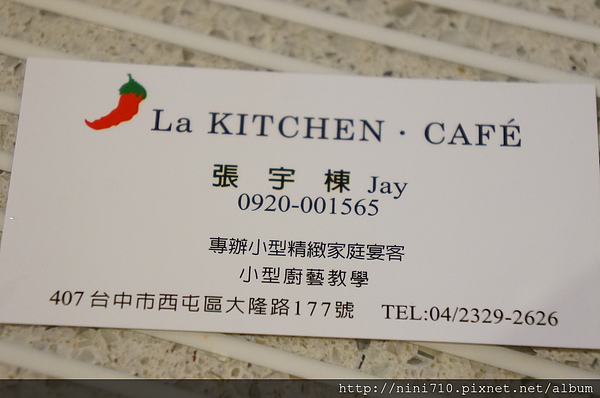 La KITCHEN · CAFÉ
張宇棟 Jay
0920-001565
專辦小型精緻家庭宴客
小型廚藝教學
407台中市西屯區大隆路177號 TEL:04/2329-2626
http://nini710.pixnet.net/album